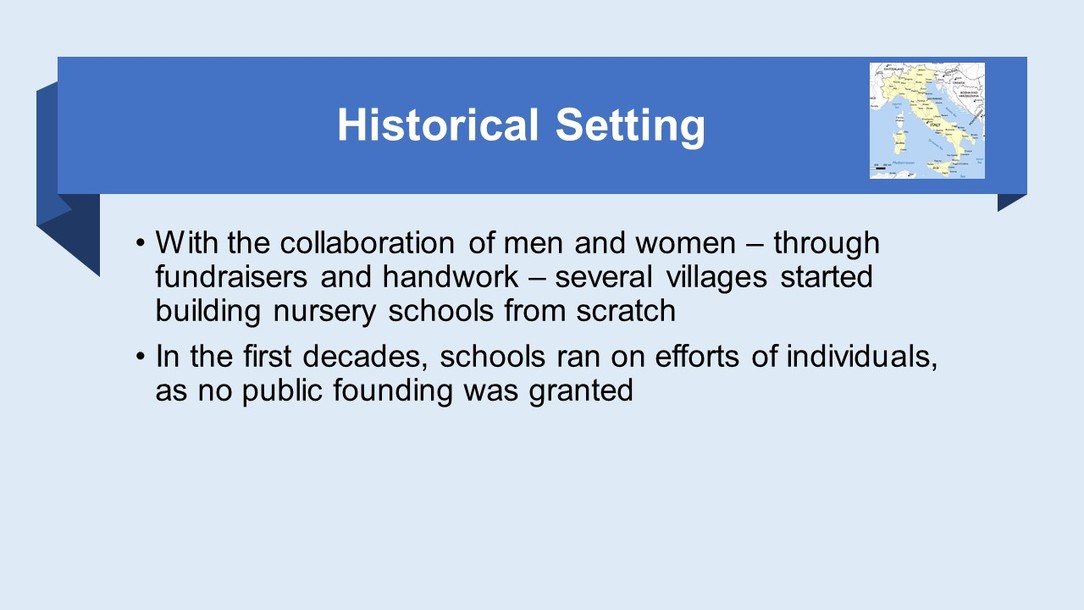 Historical Setting
• With the collaboration of men and women – through
fundraisers and handwork – several villages started
building nursery schools from scratch
• In the first decades, schools ran on efforts of individuals,
as no public founding was granted